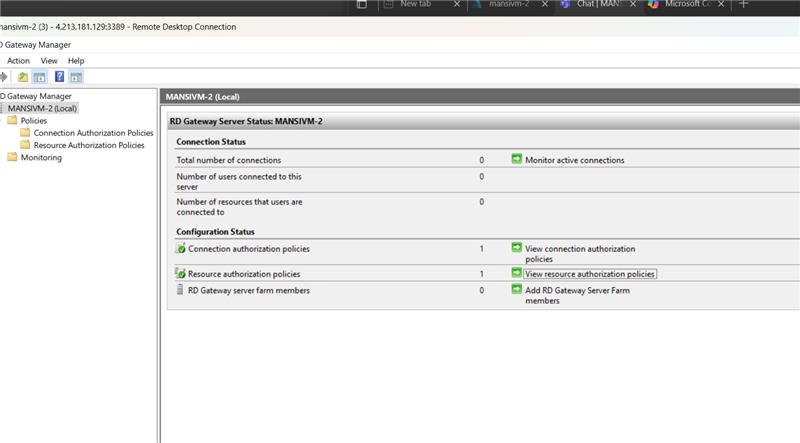 New tab
mansivm-2 -
Chat | MANS
Microsoft Co
mansivm-2 (3) - 4.213.181.129:3389 - Remote Desktop Connection
RD Gateway Manager
Action View Help
RD Gateway Manager
MANSIVM-2 (Local)
Policies
Connection Authorization Policies
Resource Authorization Policies
Monitoring
MANSIVM-2 (Local)
RD Gateway Server Status: MANSIVM-2
Connection Status
Total number of connections 0 Monitor active connections
Number of users connected to this 0
server
Number of resources that users are 0
connected to
Configuration Status
Connection authorization policies 1 View connection authorization
policies
Resource authorization policies 1 View resource authorization policies
RD Gateway server farm members 0 Add RD Gateway Server Farm
members